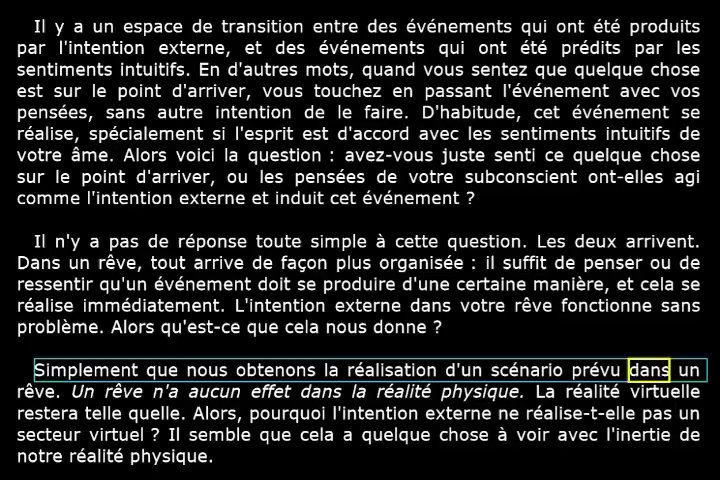 Il y a un espace de transition entre des événements qui ont été produits
par l'intention externe, et des événements qui ont été prédits par les
sentiments intuitifs. En d'autres mots, quand vous sentez que quelque chose
est sur le point d'arriver, vous touchez en passant l'événement avec vos
pensées, sans autre intention de le faire. D'habitude, cet événement se
réalise, spécialement si l'esprit est d'accord avec les sentiments intuitifs de
votre âme. Alors voici la question : avez-vous juste senti ce quelque chose
sur le point d'arriver, ou les pensées de votre subconscient ont-elles agi
comme l'intention externe et induit cet événement ?
Il n'y a pas de réponse toute simple à cette question. Les deux arrivent.
Dans un rêve, tout arrive de façon plus organisée : il suffit de penser ou de
ressentir qu'un événement doit se produire d'une certaine manière, et cela se
réalise immédiatement. L'intention externe dans votre rêve fonctionne sans
problème. Alors qu'est-ce que cela nous donne ?
Simplement que nous obtenons la réalisation d'un scénario prévu dans un
rêve. Un rêve n'a aucun effet dans la réalité physique. La réalité virtuelle
restera telle quelle. Alors, pourquoi l'intention externe ne réalise-t-elle pas un
secteur virtuel ? Il semble que cela a quelque chose à voir avec l'inertie de
notre réalité physique.